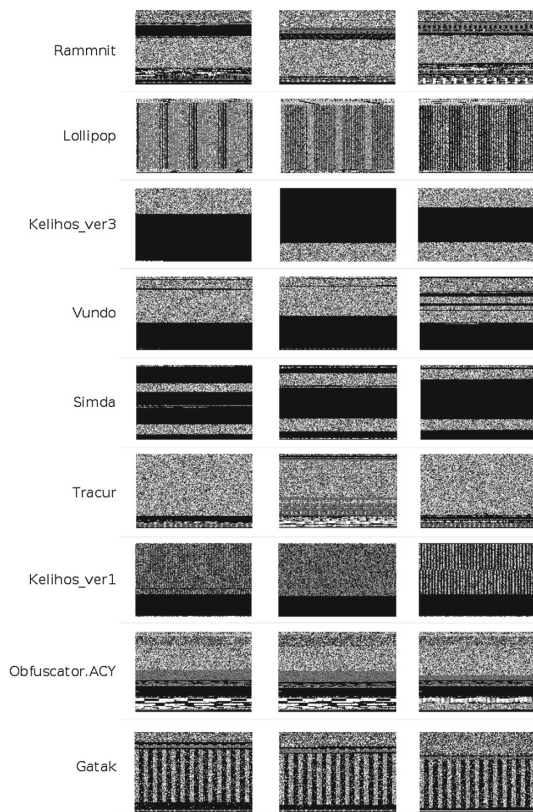 Rammnit
Lollipop
Kelihos_ver3
Vundo
Simda
Tracur
Kelihos_ver1
Obfuscator.ACY
Gatak